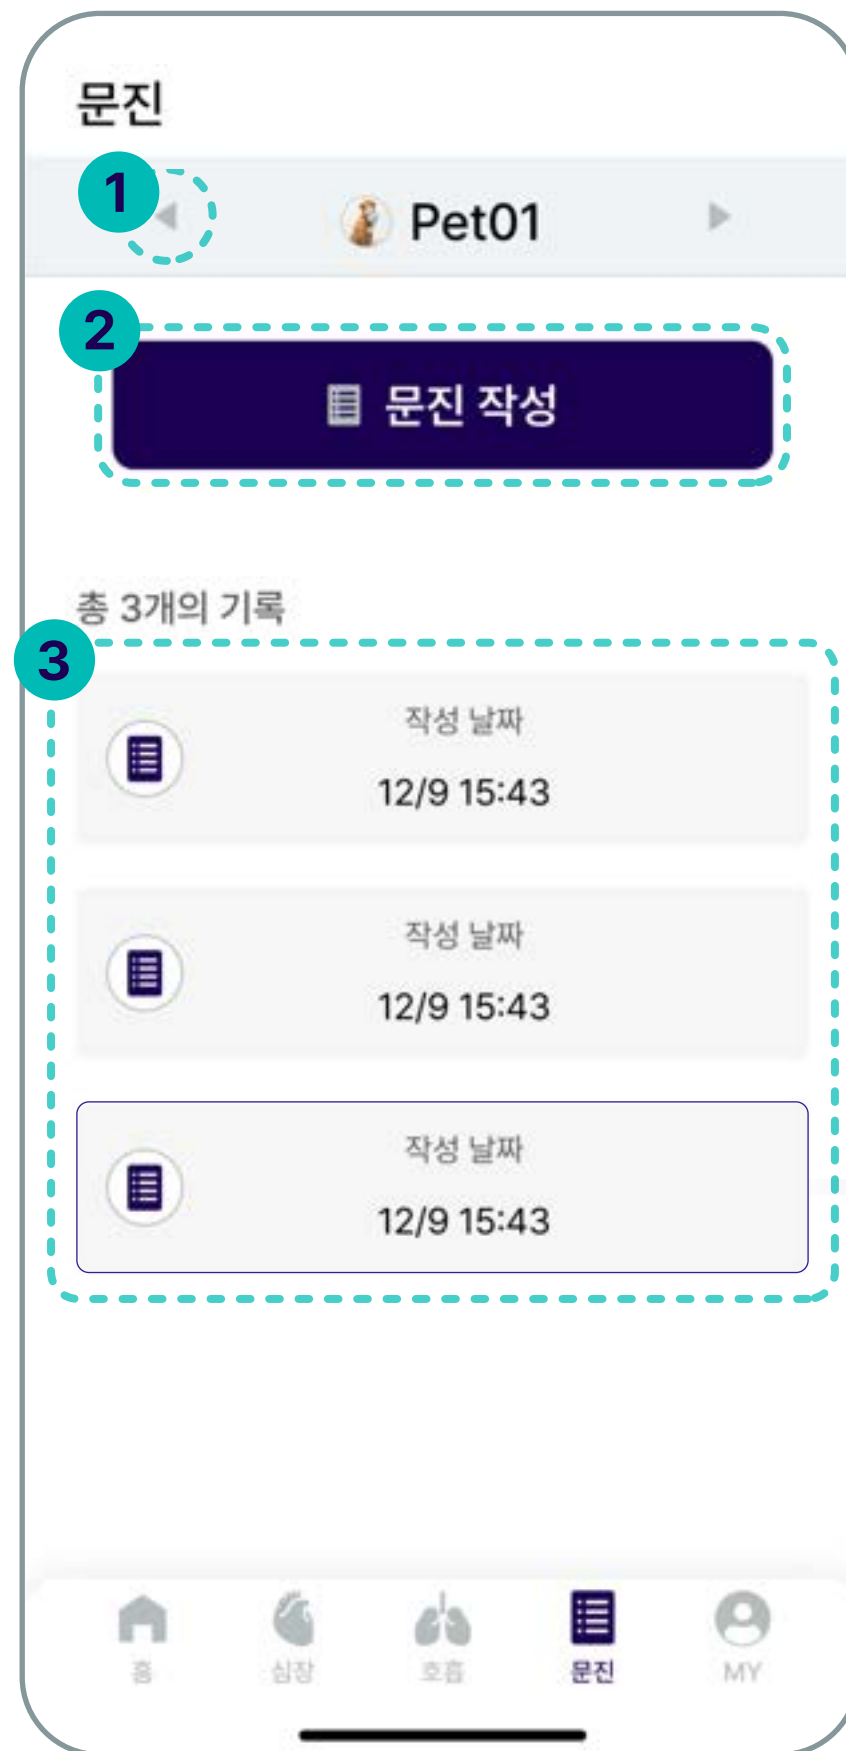 문진
1
Pet01
2
문진 작성
총 3개의 기록
3
작성 날짜
12/9 15:43
작성 날짜
12/9 15:43
작성 날짜
12/9 15:43
홈 심장 호흡 문진 MY